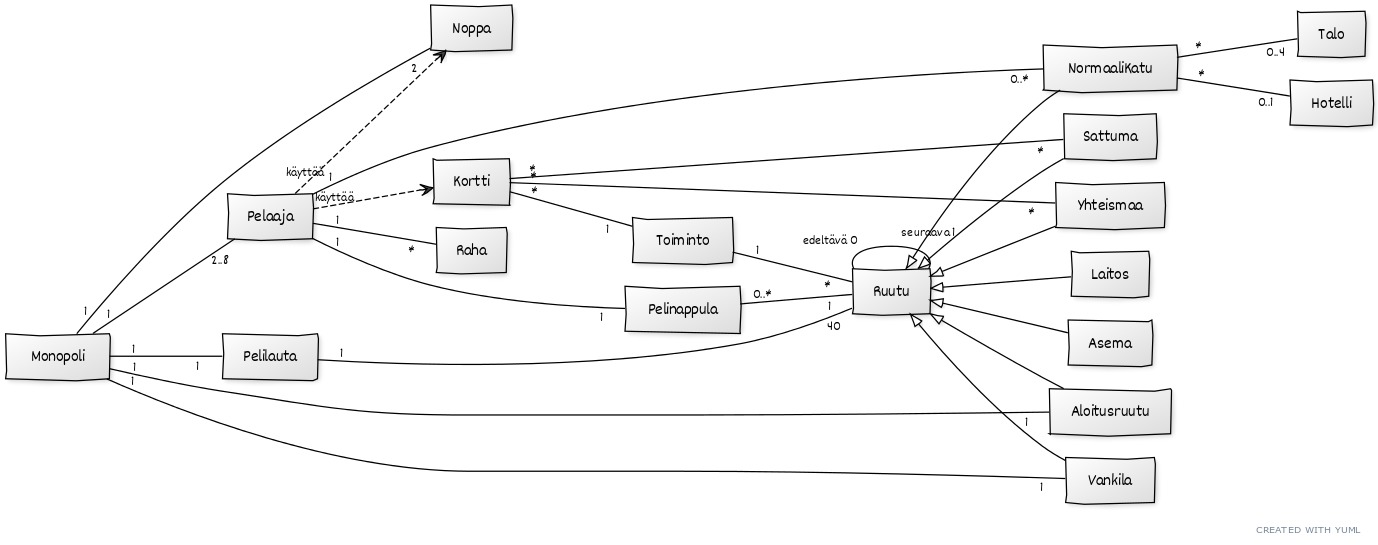 Noppa
2
Talo
0..4
*
NormaaliKatu
0..*
*
Hotelli
0..1
Sattuma
*
käyttää
1
Kortti
*
*
*
käyttää
Pelaaja
1
1
2..8
Raha
*
Yhteismaa
*
Toiminto
1
1
edeltävä 0
seuraava 1
Ruutu
*
0..*
1
40
Pelinappula
1
Laitos
Asema
1
1
Monopoli
1
1
1
Pelilauta
1
1
Aloitusruutu
1
Vankila
1
CREATED WITH YUML